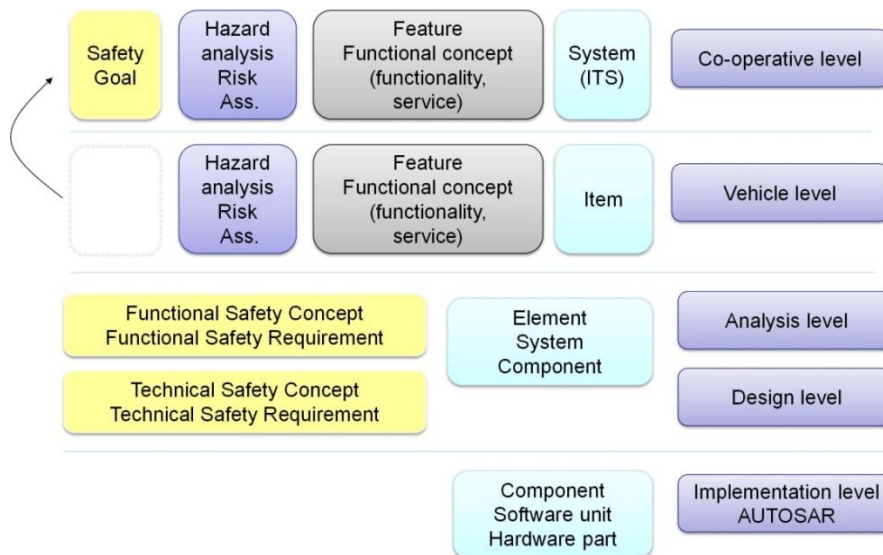 Safety
Goal
Hazard
analysis
Risk
Ass.
Feature
Functional concept
(functionality,
service)
System
(ITS)
Co-operative level
Hazard
analysis
Risk
Ass.
Feature
Functional concept
(functionality,
service)
Item
Vehicle level
Functional Safety Concept
Functional Safety Requirement
Element
System
Component
Analysis level
Technical Safety Concept
Technical Safety Requirement
Design level
Component
Software unit
Hardware part
Implementation level
AUTOSAR